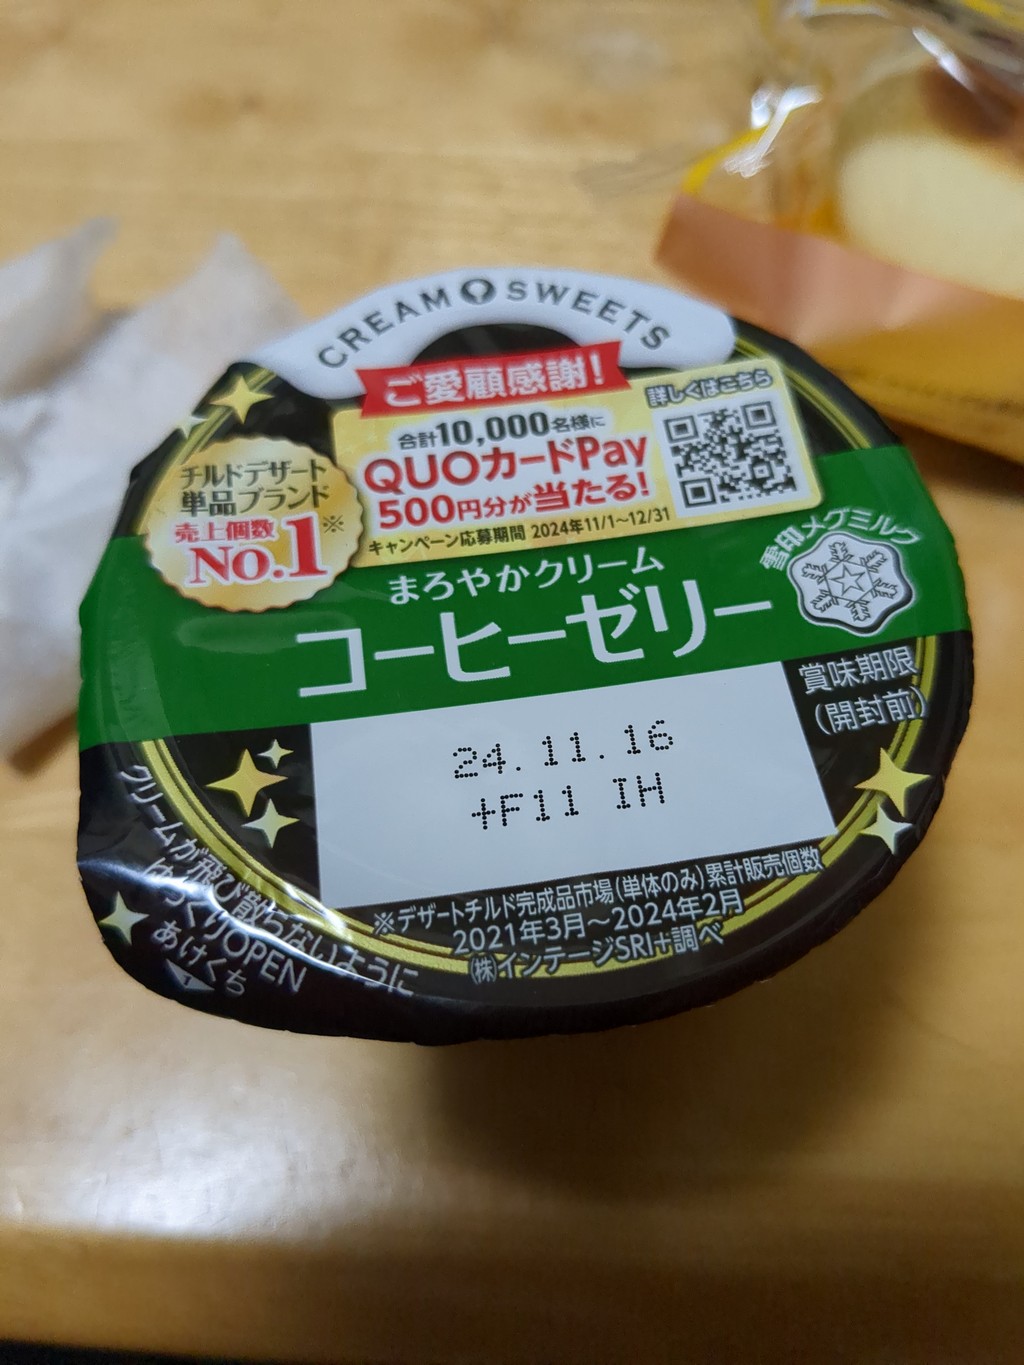 CREAM SWEETS
ご愛顧感謝!
詳しくはこちら
合計10,000名様に
QUOカードPay
500円分が当たる!
キャンペーン応募期間 2024年11/1~12/31
チルドデザート
単品ブランド
売上個数※
No.1
雪印メグミルク
まろやかクリーム
コーヒーゼリー
賞味期限
(開封前)
24.11.16
+F11 IH
※デザートチルド完成品市場(単体のみ)累計販売個数
2021年3月~2024年2月
(株)インテージSRI+調べ
クリームが飛び散らないように
ゆっくりOPEN
あけくち